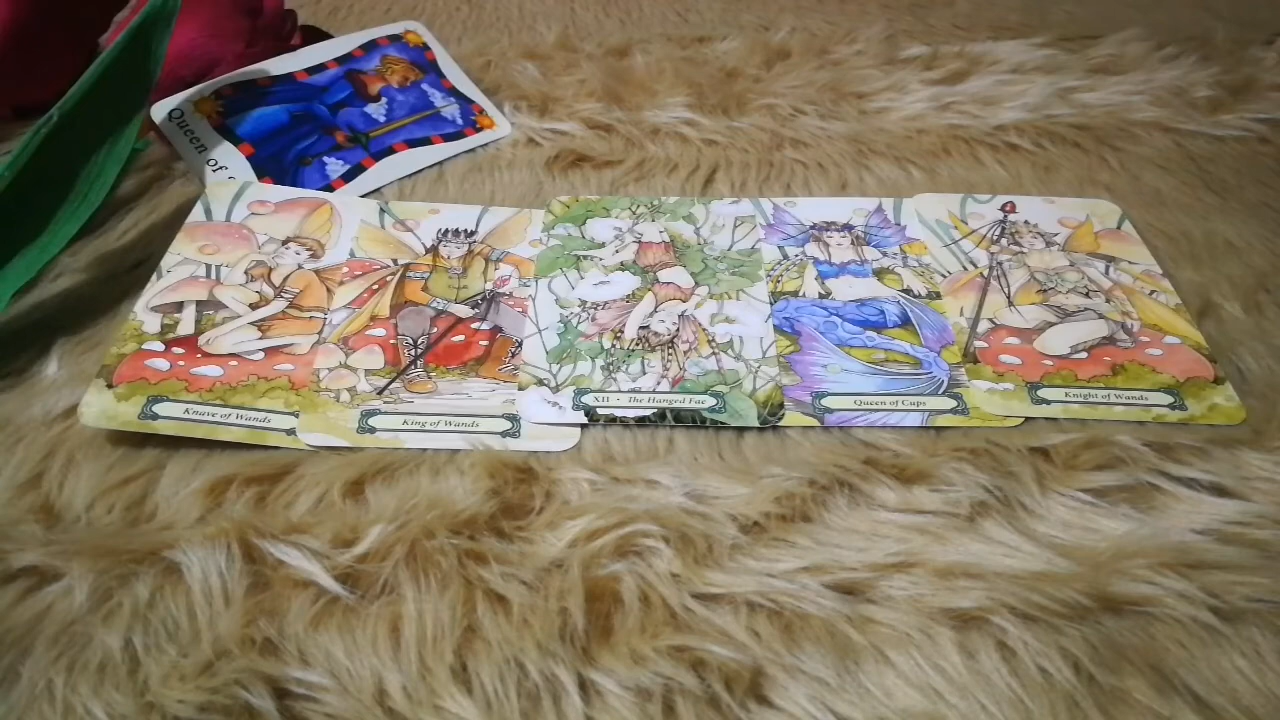 Queen of
Knave of Wands
King of Wands
XII • The Hanged Fae
Queen of Cups
Knight of Wands